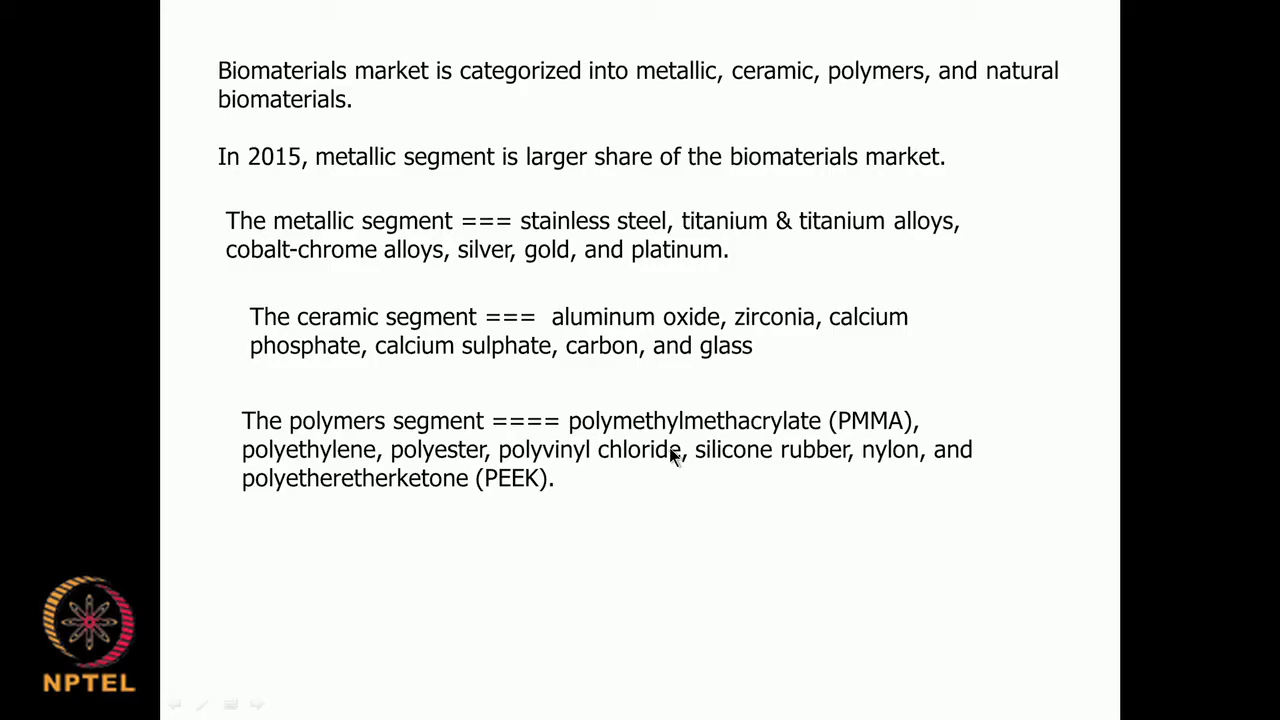 Biomaterials market is categorized into metallic, ceramic, polymers, and natural
biomaterials.
In 2015, metallic segment is larger share of the biomaterials market.
The metallic segment === stainless steel, titanium & titanium alloys,
cobalt-chrome alloys, silver, gold, and platinum.
The ceramic segment === aluminum oxide, zirconia, calcium
phosphate, calcium sulphate, carbon, and glass
The polymers segment ==== polymethylmethacrylate (PMMA),
polyethylene, polyester, polyvinyl chloride, silicone rubber, nylon, and
polyetheretherketone (PEEK).
NPTEL